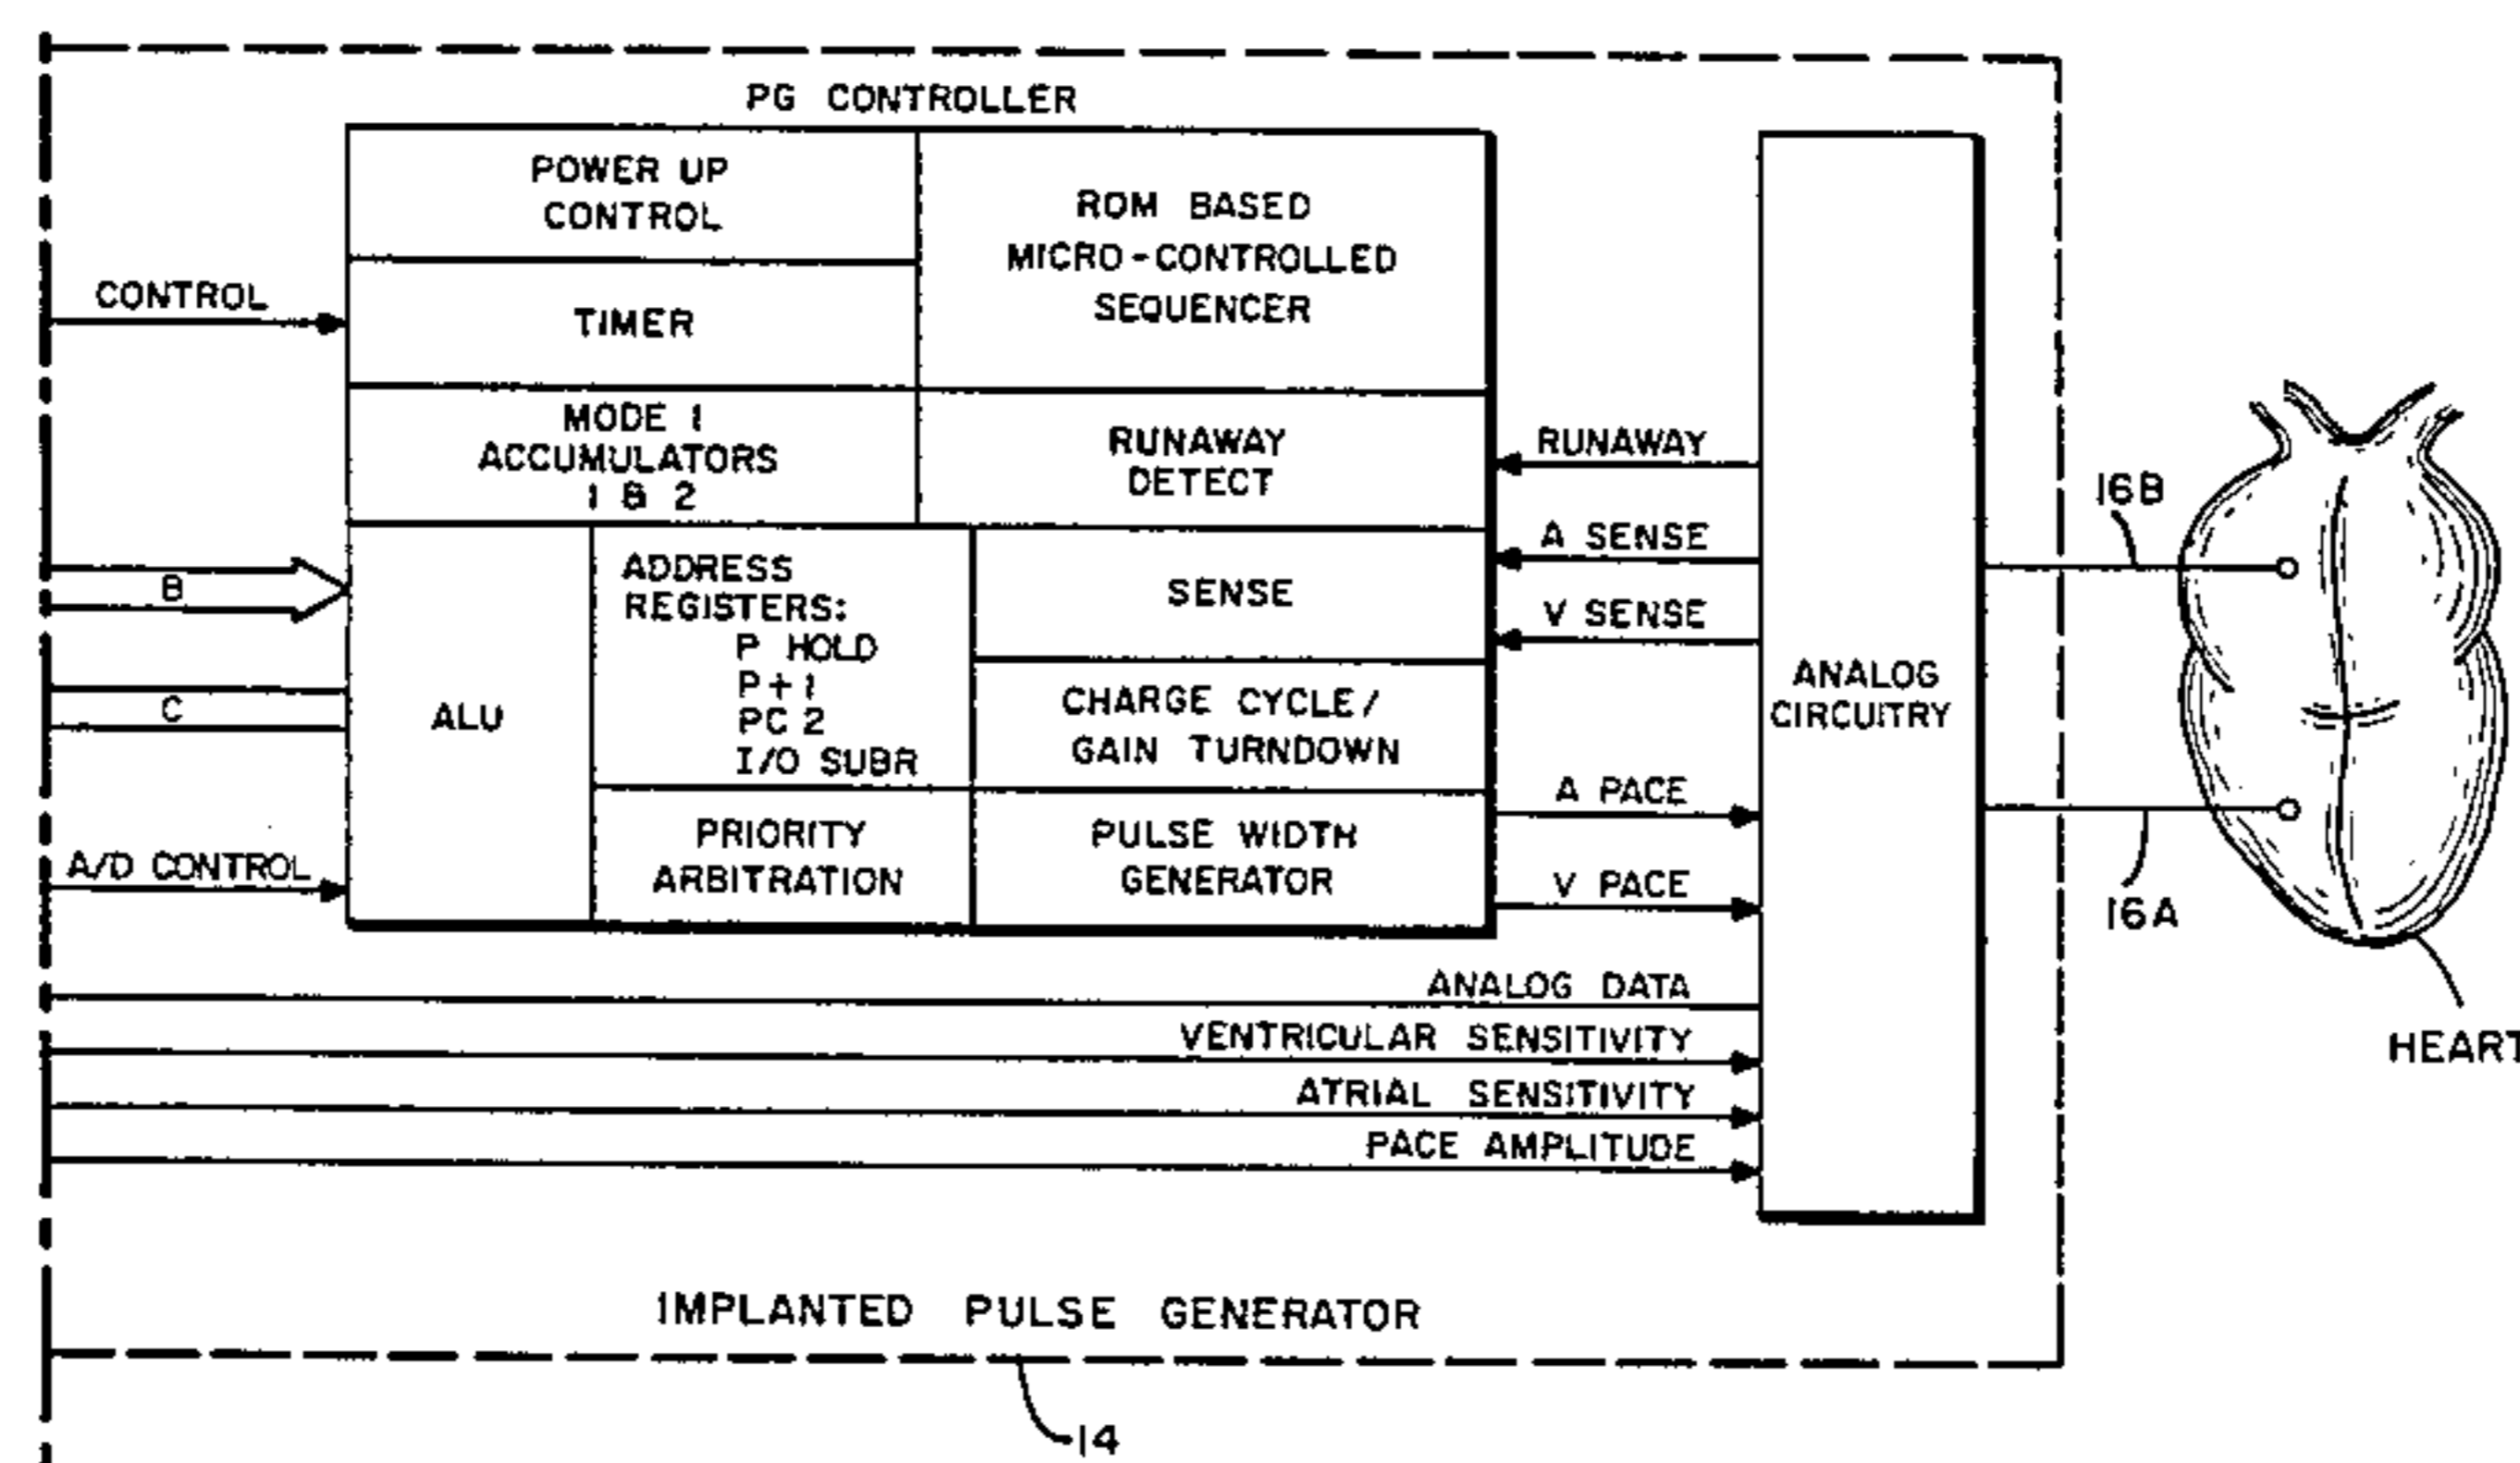 PG CONTROLLER
POWER UP
CONTROL
TIMER
ROM BASED
MICRO-CONTROLLED
SEQUENCER
MODE 1
ACCUMULATORS
1 & 2
RUNAWAY
DETECT
ALU
ADDRESS
REGISTERS:
P HOLD
P+1
PC 2
I/O SUBR
SENSE
CHARGE CYCLE/
GAIN TURNDOWN
PRIORITY
ARBITRATION
PULSE WIDTH
GENERATOR
CONTROL
B
C
A/D CONTROL
RUNAWAY
A SENSE
V SENSE
A PACE
V PACE
ANALOG DATA
VENTRICULAR SENSITIVITY
ATRIAL SENSITIVITY
PACE AMPLITUDE
ANALOG
CIRCUITRY
16B
16A
HEART
IMPLANTED PULSE GENERATOR
14